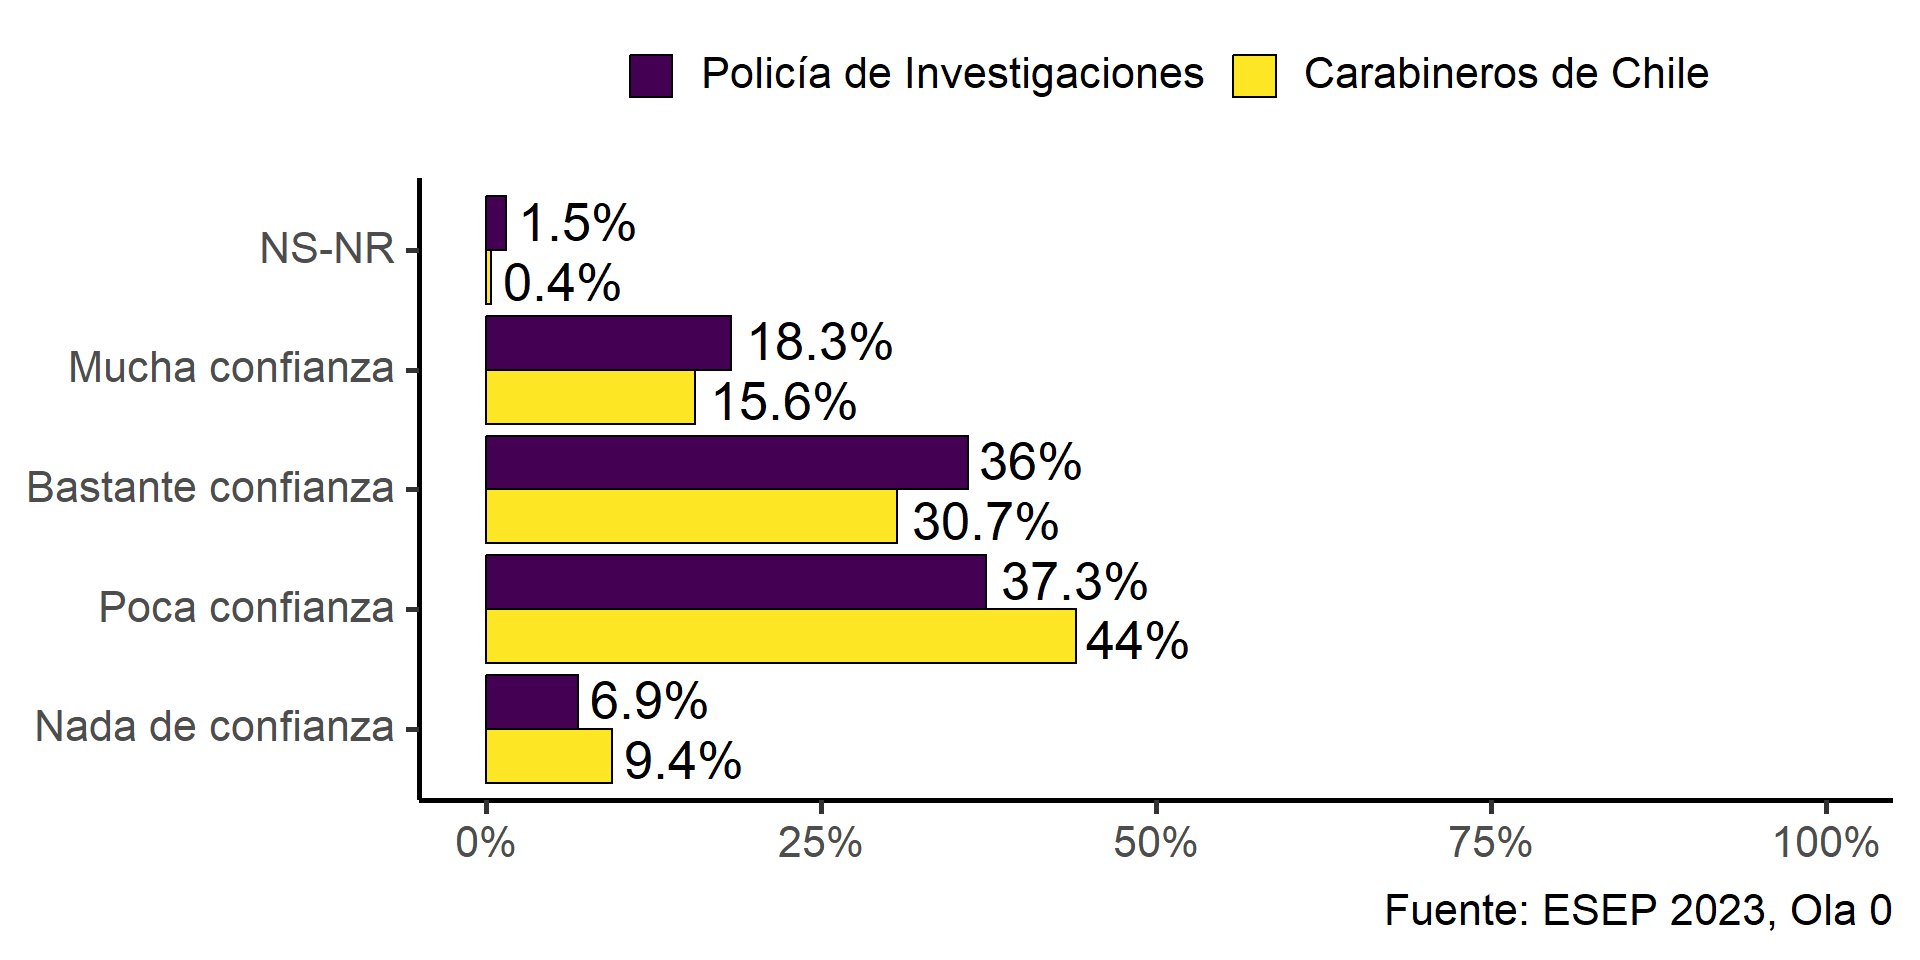 Policía de Investigaciones Carabineros de Chile
NS-NR 1.5%
0.4%
Mucha confianza 18.3%
15.6%
Bastante confianza 36%
30.7%
Poca confianza 37.3%
44%
Nada de confianza 6.9%
9.4%
0% 25% 50% 75% 100%
Fuente: ESEP 2023, Ola 0